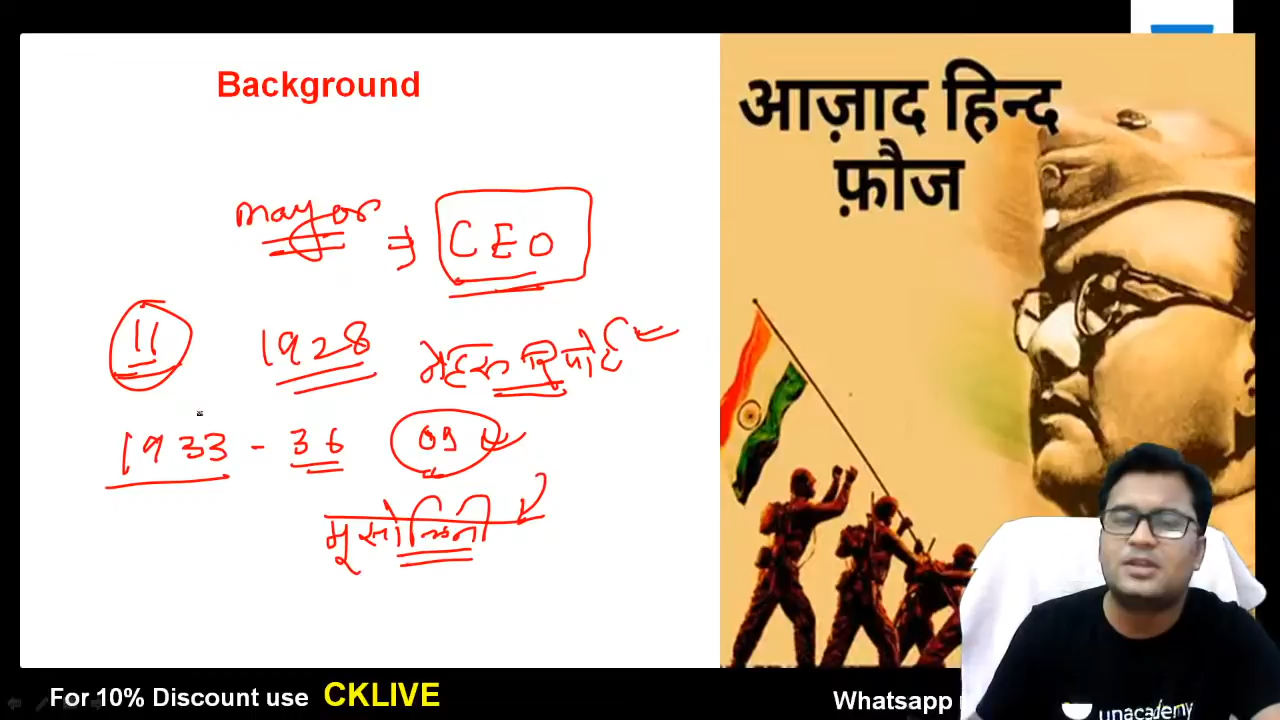 Background
आज़ाद हिन्द
फ़ौज
mayor ⇒ CEO
11 1928 नेहरू रिपोर्ट
1933 - 36 09
मुसोलिनी
For 10% Discount use CKLIVE
Whatsapp
unacademy